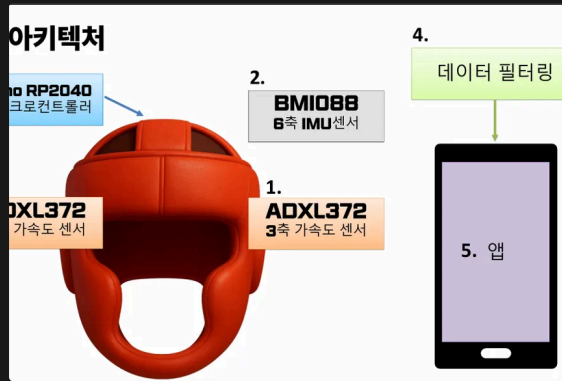 아키텍처
4.
데이터 필터링
RP2040
크로컨트롤러
2.
BMI088
6축 IMU센서
1.
DXL372
가속도 센서
ADXL372
3축 가속도 센서
5. 앱